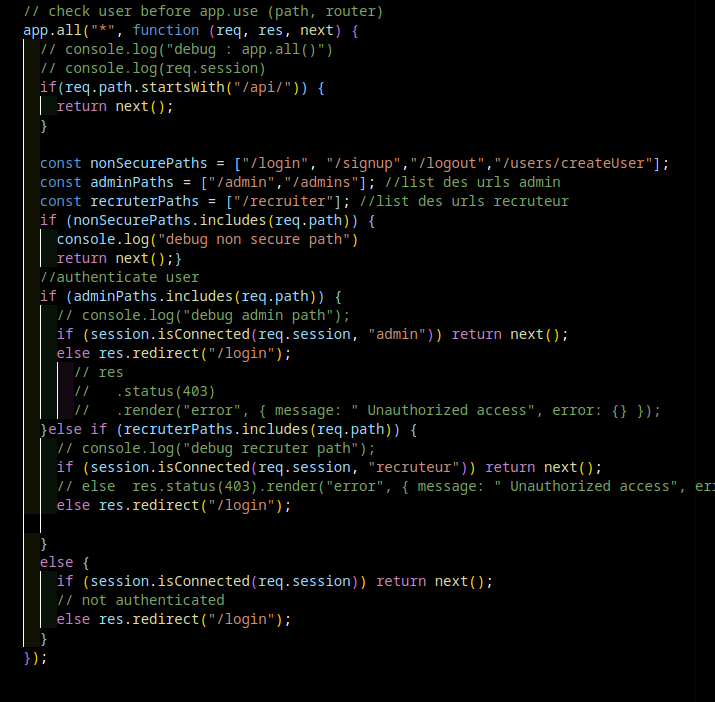 // check user before app.use (path, router)
app.all("*", function (req, res, next) {
// console.log("debug : app.all()")
// console.log(req.session)
if(req.path.startsWith("/api/")) {
return next();
}
const nonSecurePaths = ["/login", "/signup","/logout","/users/createUser"];
const adminPaths = ["/admin","/admins"]; //list des urls admin
const recruterPaths = ["/recruiter"]; //list des urls recruteur
if (nonSecurePaths.includes(req.path)) {
console.log("debug non secure path")
return next();}
//authenticate user
if (adminPaths.includes(req.path)) {
// console.log("debug admin path");
if (session.isConnected(req.session, "admin")) return next();
else res.redirect("/login");
// res
//   .status(403)
//   .render("error", { message: " Unauthorized access", error: {} });
}else if (recruterPaths.includes(req.path)) {
// console.log("debug recruter path");
if (session.isConnected(req.session, "recruteur")) return next();
// else  res.status(403).render("error", { message: " Unauthorized access", err
else res.redirect("/login");
}
else {
if (session.isConnected(req.session)) return next();
// not authenticated
else res.redirect("/login");
}
});